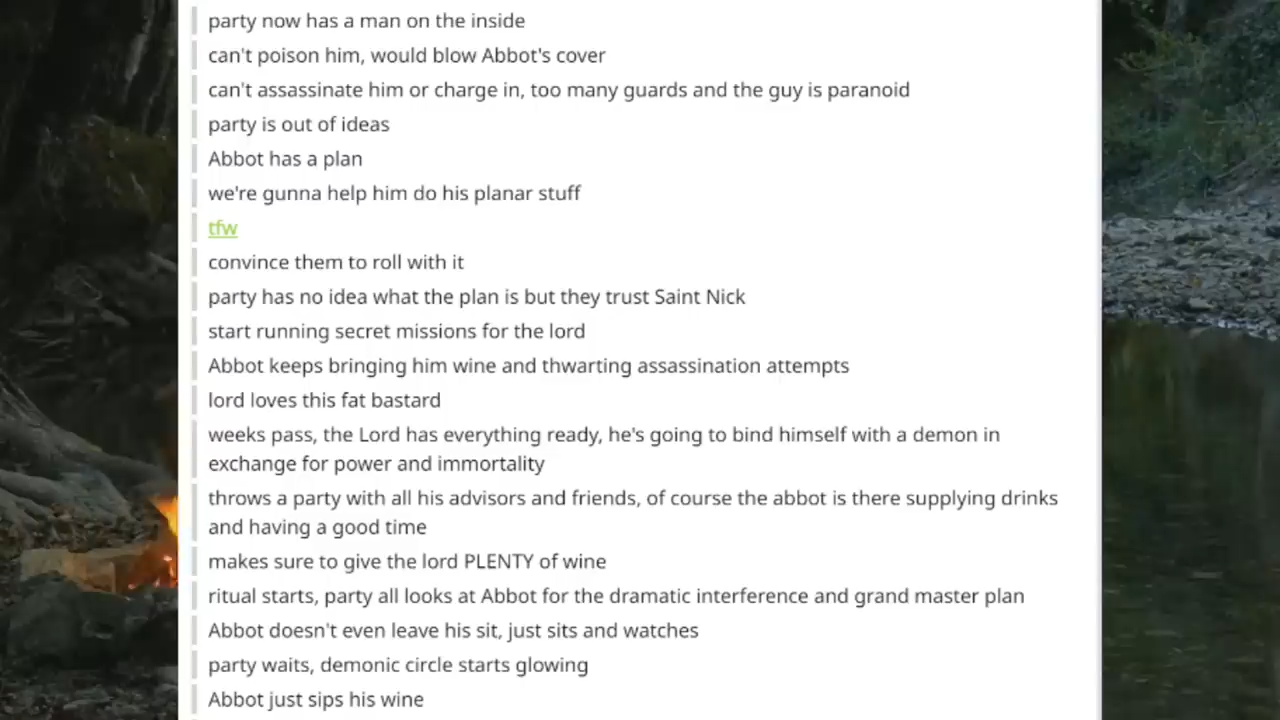 party now has a man on the inside
can't poison him, would blow Abbot's cover
can't assassinate him or charge in, too many guards and the guy is paranoid
party is out of ideas
Abbot has a plan
we're gunna help him do his planar stuff
tfw
convince them to roll with it
party has no idea what the plan is but they trust Saint Nick
start running secret missions for the lord
Abbot keeps bringing him wine and thwarting assassination attempts
lord loves this fat bastard
weeks pass, the Lord has everything ready, he's going to bind himself with a demon in
exchange for power and immortality
throws a party with all his advisors and friends, of course the abbot is there supplying drinks
and having a good time
makes sure to give the lord PLENTY of wine
ritual starts, party all looks at Abbot for the dramatic interference and grand master plan
Abbot doesn't even leave his sit, just sits and watches
party waits, demonic circle starts glowing
Abbot just sips his wine